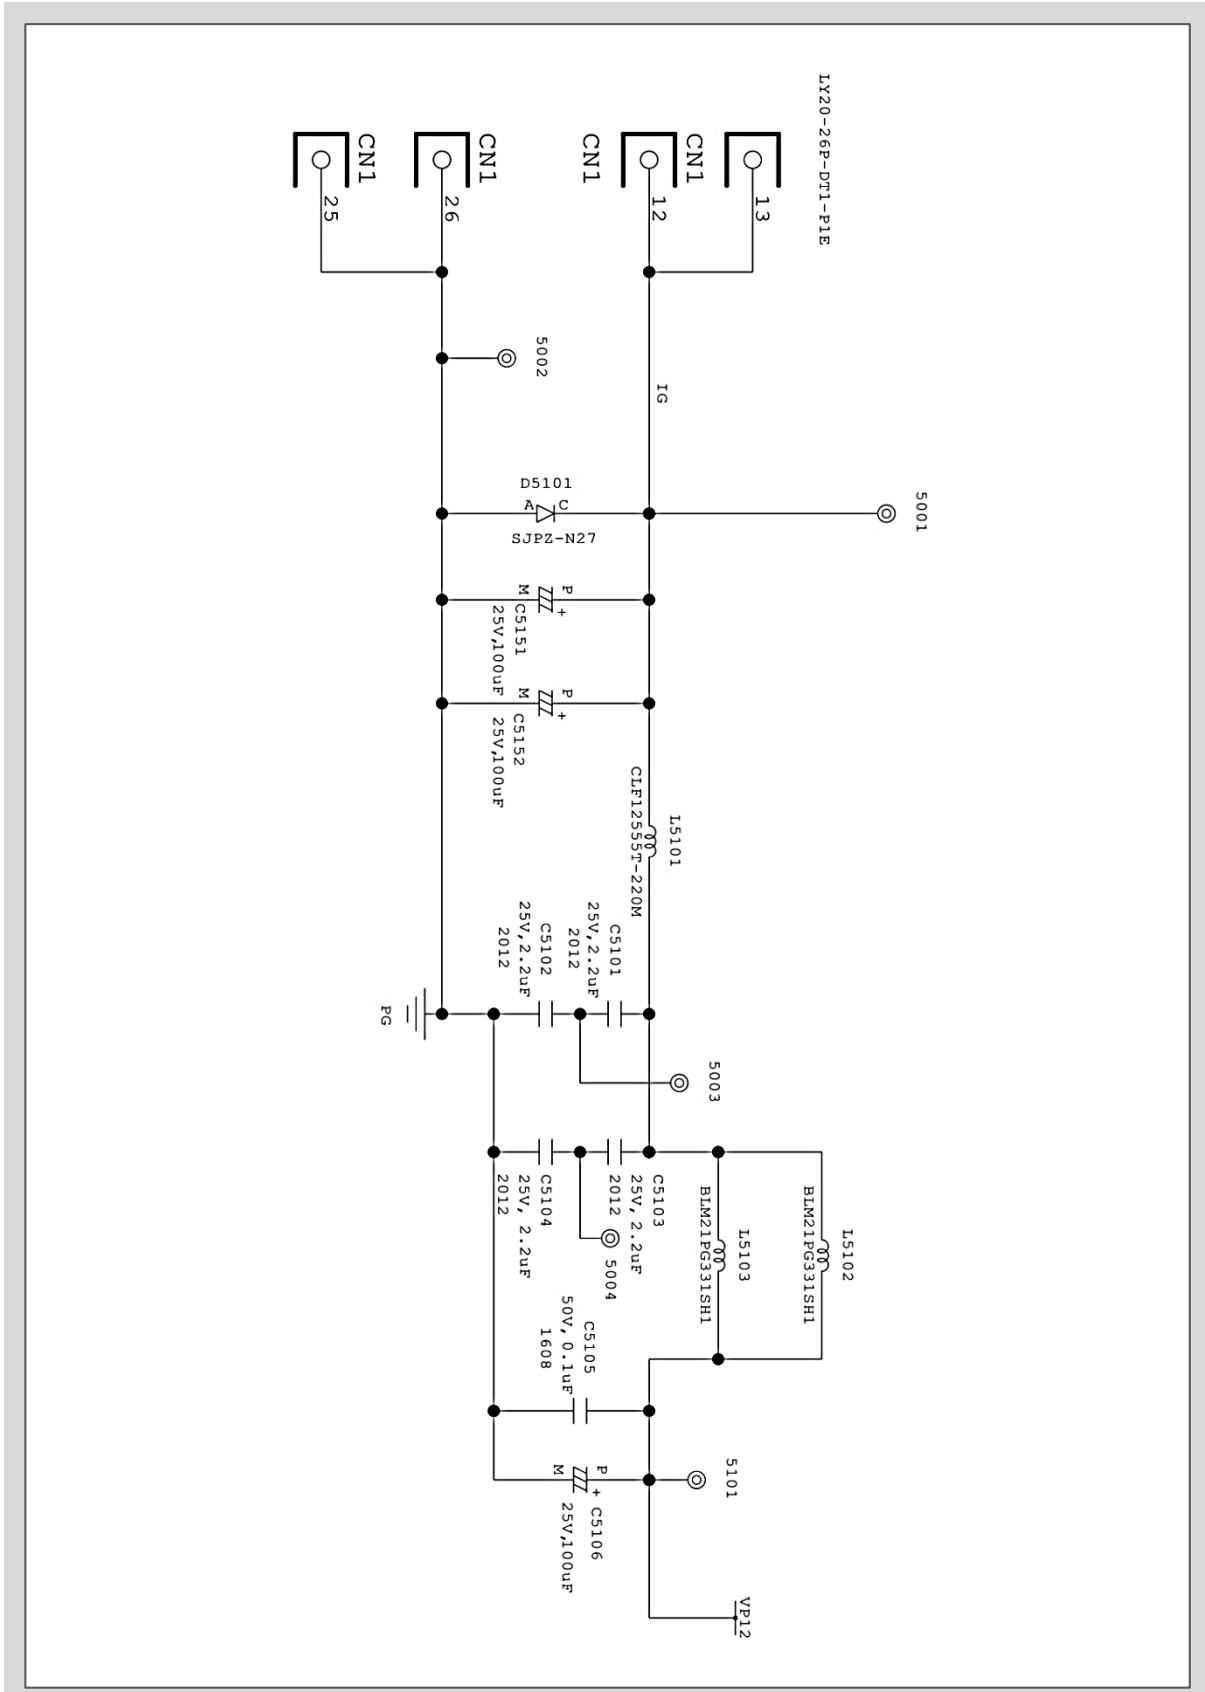 LY20-26P-DT1-P1E
13
CN1
12
CN1
CN1
26
CN1
25
5002
IG
5001
D5101
A
C
SJPZ-N27
P
+
M
C5151
25V,100uF
P
+
M
C5152
25V,100uF
L5101
CLF12555T-220M
C5101
25V,2.2uF
2012
C5102
25V,2.2uF
2012
PG
5003
L5102
BLM21PG331SH1
L5103
BLM21PG331SH1
C5103
25V, 2.2uF
2012
C5104
25V, 2.2uF
2012
5004
C5105
50V, 0.1uF
1608
5101
P
+
M
C5106
25V,100uF
VP12